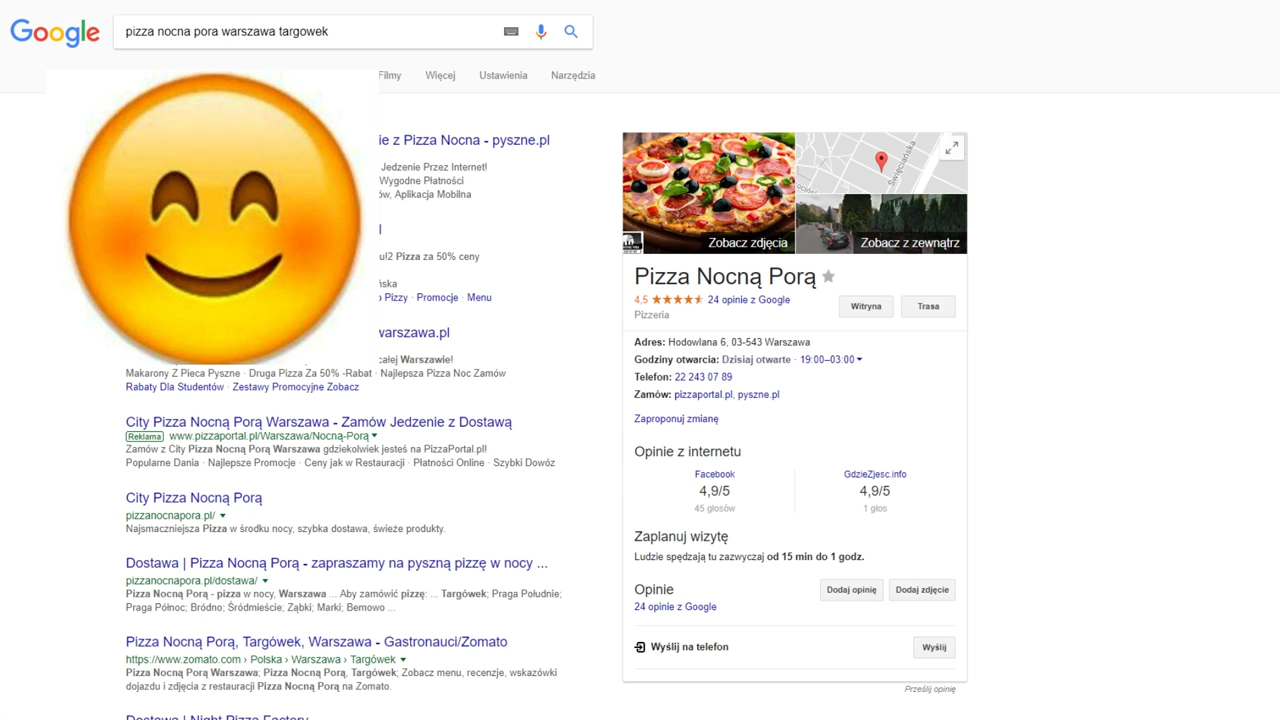 Google
pizza nocna pora warszawa targowek
Filmy
Więcej
Ustawienia
Narzędzia
ie z Pizza Nocna - pyszne.pl
Jedzenie Przez Internet!
Wygodne Płatności
Aplikacja Mobilna
u!2 Pizza za 50% ceny
Pizzy · Promocje · Menu
warszawa.pl
całej Warszawie!
Makarony Z Pieca Pyszne · Druga Pizza Za 50% -Rabat · Najlepsza Pizza Noc Zamów
Rabaty Dla Studentów · Zestawy Promocyjne Zobacz
City Pizza Nocną Porą Warszawa - Zamów Jedzenie z Dostawą
Reklama www.pizzaportal.pl/Warszawa/Nocną-Porą
Zamów z City Pizza Nocną Porą Warszawa gdziekolwiek jesteś na PizzaPortal.pl!
Popularne Dania · Najlepsze Promocje · Ceny jak w Restauracji · Płatności Online · Szybki Dowóz
City Pizza Nocną Porą
pizzanocnapora.pl/
Najsmaczniejsza Pizza w środku nocy, szybka dostawa, świeże produkty.
Dostawa | Pizza Nocną Porą - zapraszamy na pyszną pizzę w nocy ...
pizzanocnapora.pl/dostawa/
Pizza Nocną Porą - pizza w nocy, Warszawa ... Aby zamówić pizzę: ... Targówek; Praga Południe;
Praga Północ; Bródno; Śródmieście; Ząbki; Marki; Bemowo ...
Pizza Nocną Porą, Targówek, Warszawa - Gastronauci/Zomato
https://www.zomato.com › Polska › Warszawa › Targówek
Pizza Nocną Porą Warszawa; Pizza Nocną Porą, Targówek; Zobacz menu, recenzje, wskazówki
dojazdu i zdjęcia z restauracji Pizza Nocną Porą na Zomato.
Dostawa | Night Pizza Factory
Święciańska
Zobacz zdjęcia
Zobacz z zewnątrz
Pizza Nocną Porą
4,5 24 opinie z Google
Pizzeria
Witryna
Trasa
Adres: Hodowlana 6, 03-543 Warszawa
Godziny otwarcia: Dzisiaj otwarte · 19:00–03:00
Telefon: 22 243 07 89
Zamów: pizzaportal.pl, pyszne.pl
Zaproponuj zmianę
Opinie z internetu
Facebook GdzieZjesc.info
4,9/5 4,9/5
45 głosów 1 głos
Zaplanuj wizytę
Ludzie spędzają tu zazwyczaj od 15 min do 1 godz.
Opinie Dodaj opinię Dodaj zdjęcie
24 opinie z Google
Wyślij na telefon Wyślij
Prześlij opinię